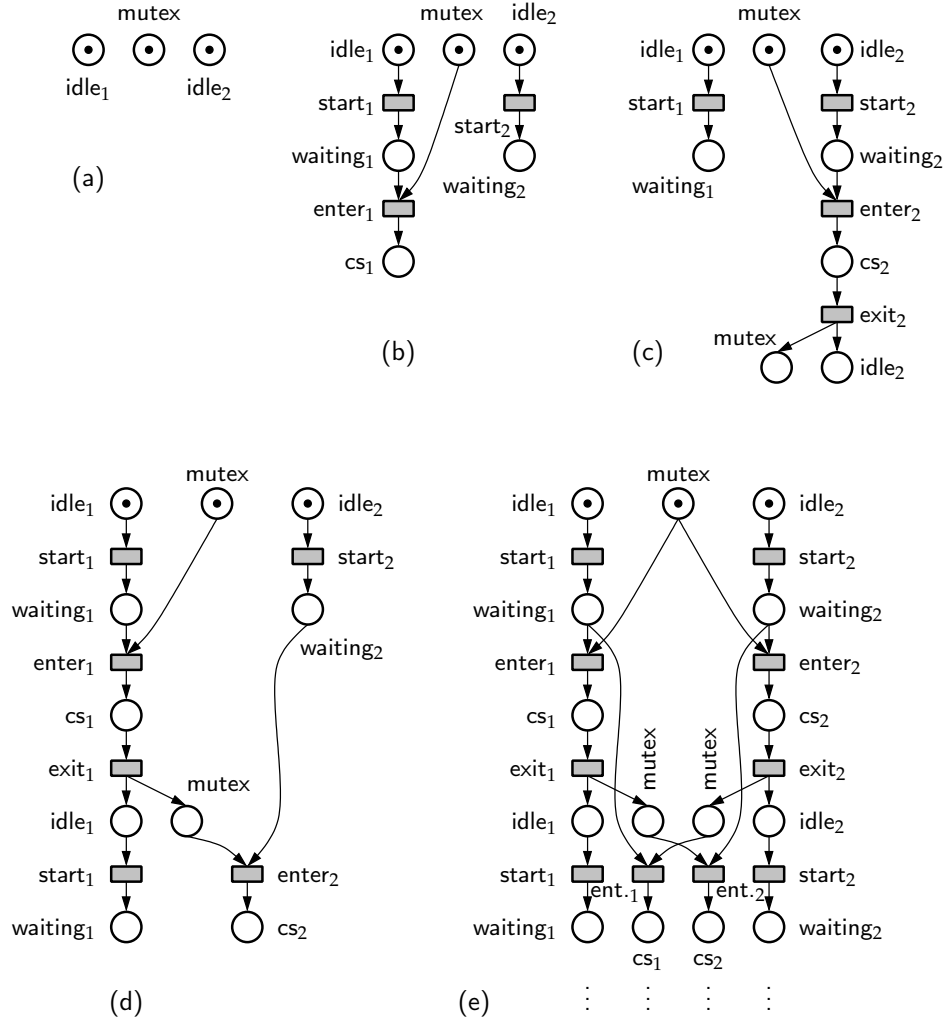 mutex
idle₁ idle₂
(a)
mutex idle₂
idle₁
start₁ start₂
waiting₁ waiting₂
enter₁
cs₁
(b)
mutex
idle₁ idle₂
start₁ start₂
waiting₁ waiting₂
enter₂
cs₂
exit₂
mutex
idle₂
(c)
mutex
idle₁ idle₂
start₁ start₂
waiting₁ waiting₂
enter₁
cs₁
exit₁ mutex
idle₁
start₁ enter₂
waiting₁ cs₂
(d)
mutex
idle₁ idle₂
start₁ start₂
waiting₁ waiting₂
enter₁ enter₂
cs₁ cs₂
exit₁ mutex mutex exit₂
idle₁ idle₂
start₁ ent.₁ ent.₂ start₂
waiting₁ waiting₂
cs₁ cs₂
(e) ⋮ ⋮ ⋮ ⋮